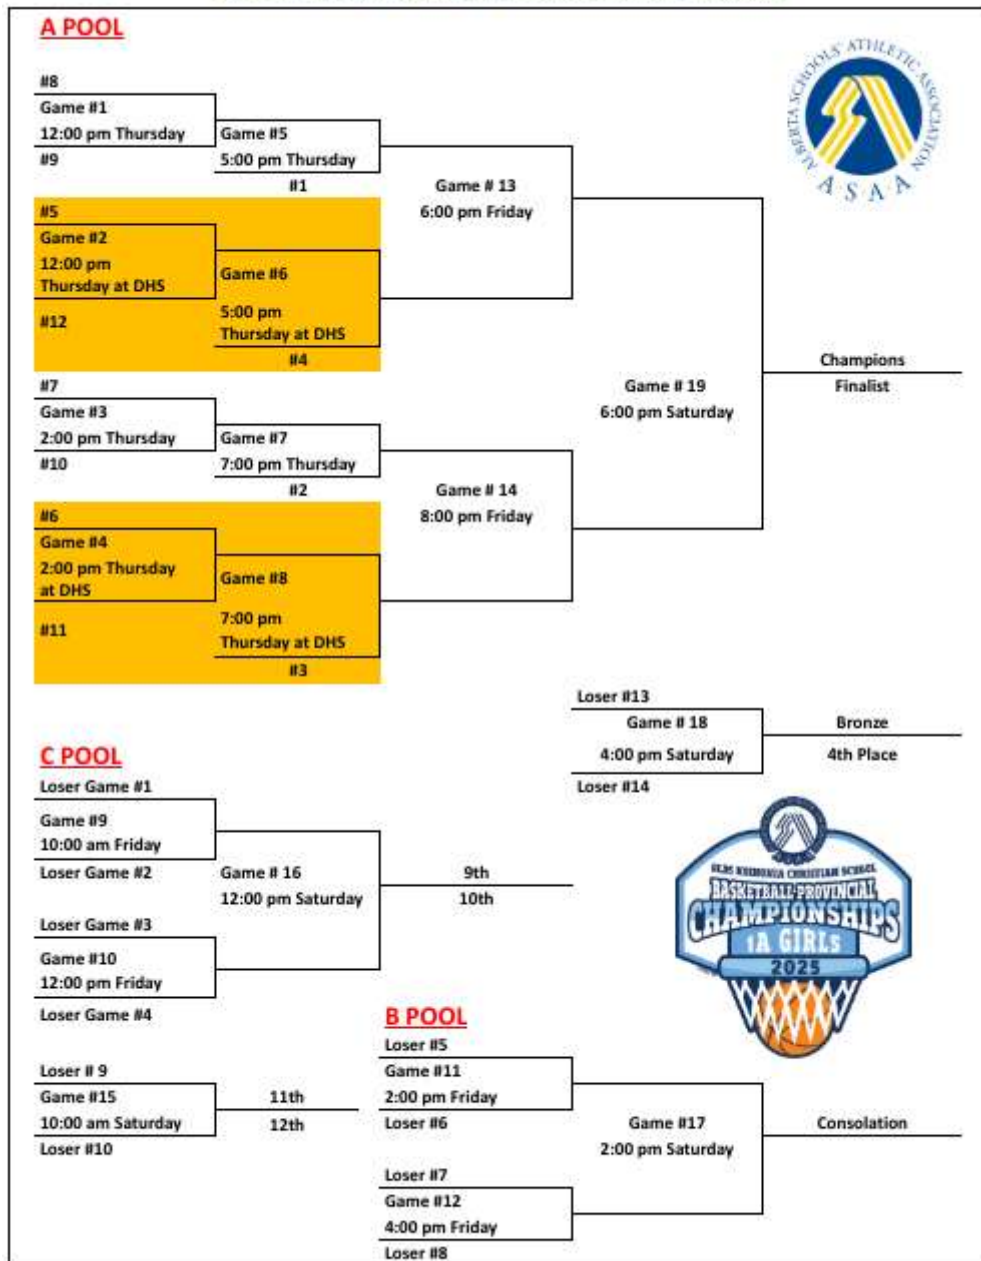 A POOL
ALBERTA SCHOOLS' ATHLETIC ASSOCIATION
ASAA
#8
Game #1
12:00 pm Thursday
#9
Game #5
5:00 pm Thursday
#1
Game # 13
6:00 pm Friday
#5
Game #2
12:00 pm
Thursday at DHS
#12
Game #6
5:00 pm
Thursday at DHS
#4
Champions
Finalist
Game # 19
6:00 pm Saturday
#7
Game #3
2:00 pm Thursday
#10
Game #7
7:00 pm Thursday
#2
Game # 14
8:00 pm Friday
#6
Game #4
2:00 pm Thursday
at DHS
#11
Game #8
7:00 pm
Thursday at DHS
#3
Loser #13
Game # 18
4:00 pm Saturday
Loser #14
Bronze
4th Place
C POOL
Loser Game #1
Game #9
10:00 am Friday
Loser Game #2
Game # 16
12:00 pm Saturday
9th
10th
Loser Game #3
Game #10
12:00 pm Friday
Loser Game #4
OLDS KOINONIA CHRISTIAN SCHOOL
BASKETBALL PROVINCIAL
CHAMPIONSHIPS
1A GIRLS
2025
B POOL
Loser # 9
Game #15
10:00 am Saturday
Loser #10
11th
12th
Loser #5
Game #11
2:00 pm Friday
Loser #6
Game #17
2:00 pm Saturday
Consolation
Loser #7
Game #12
4:00 pm Friday
Loser #8